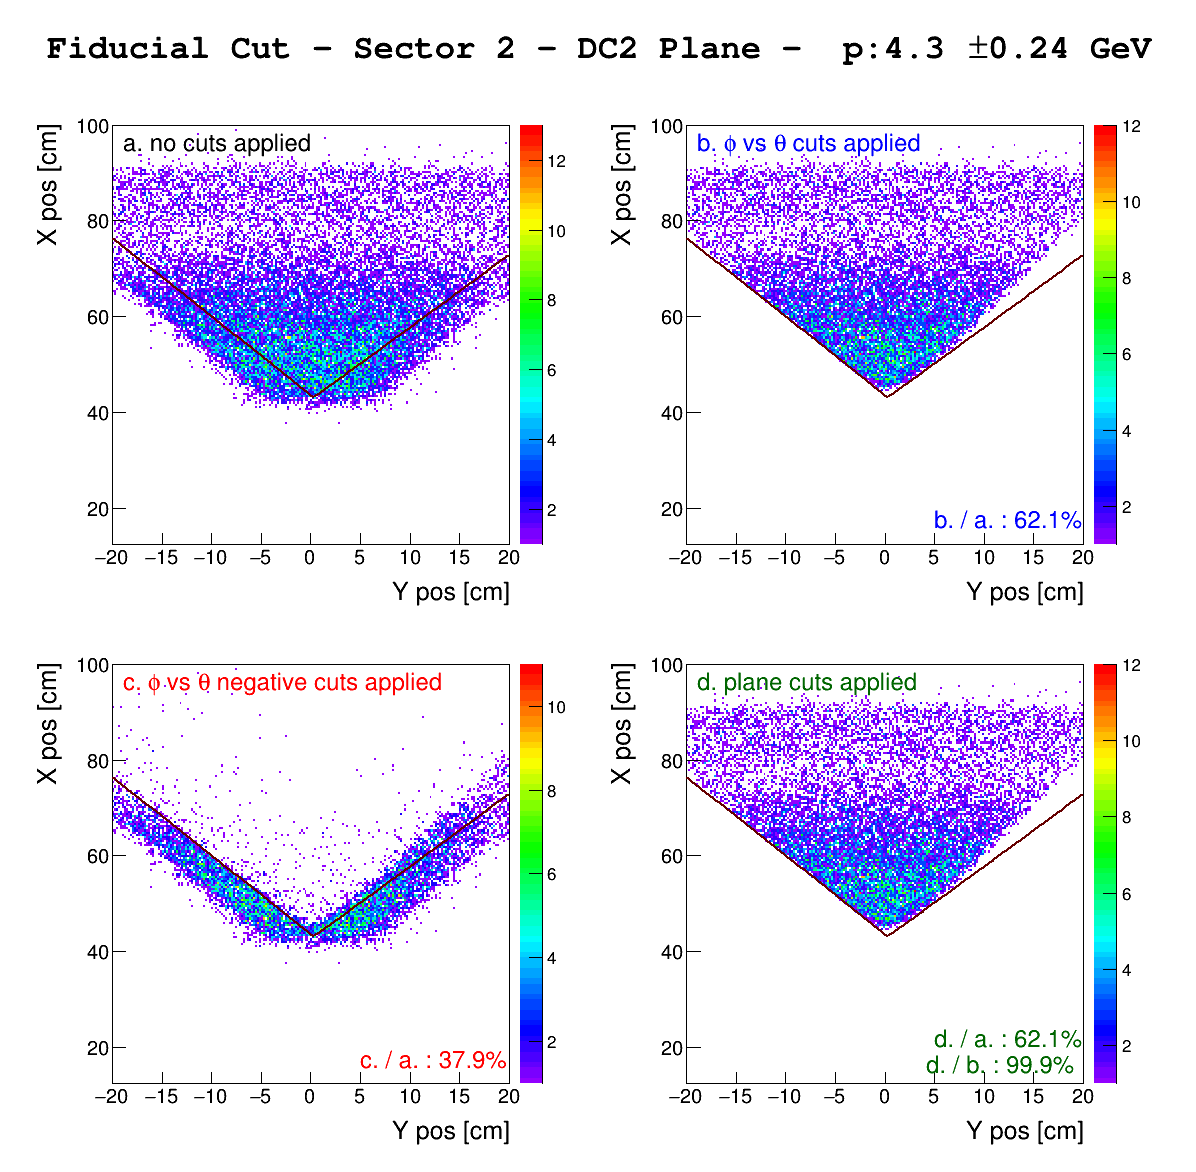 Fiducial Cut – Sector 2 – DC2 Plane – p:4.3 ±0.24 GeV
a. no cuts applied
X pos [cm]
100
80
60
40
20
−20 −15 −10 −5 0 5 10 15 20
Y pos [cm]
12
10
8
6
4
2
b. ϕ vs θ cuts applied
X pos [cm]
100
80
60
40
20
b. / a. : 62.1%
−20 −15 −10 −5 0 5 10 15 20
Y pos [cm]
12
10
8
6
4
2
c. ϕ vs θ negative cuts applied
X pos [cm]
100
80
60
40
20
c. / a. : 37.9%
−20 −15 −10 −5 0 5 10 15 20
Y pos [cm]
10
8
6
4
2
d. plane cuts applied
X pos [cm]
100
80
60
40
20
d. / a. : 62.1%
d. / b. : 99.9%
−20 −15 −10 −5 0 5 10 15 20
Y pos [cm]
12
10
8
6
4
2